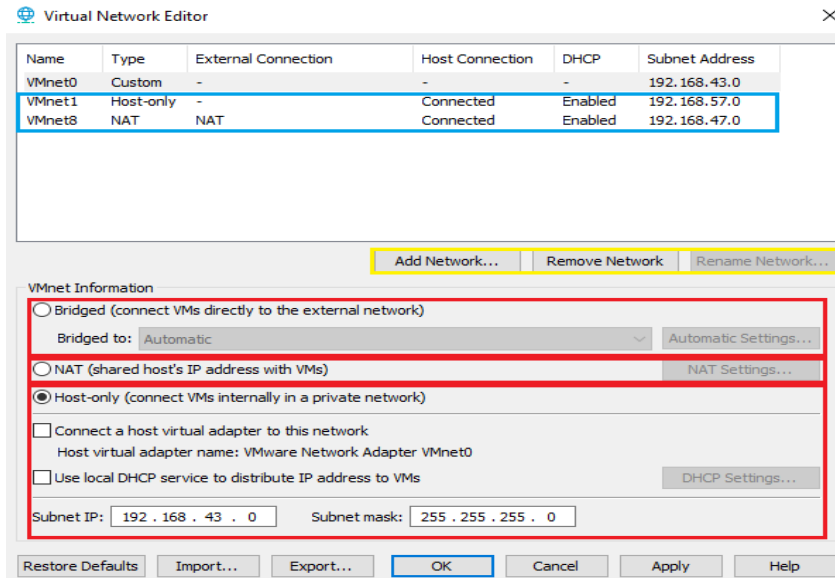 Virtual Network Editor
Name Type External Connection Host Connection DHCP Subnet Address
VMnet0 Custom - - - 192.168.43.0
VMnet1 Host-only - Connected Enabled 192.168.57.0
VMnet8 NAT NAT Connected Enabled 192.168.47.0
Add Network... Remove Network Rename Network...
VMnet Information
Bridged (connect VMs directly to the external network)
Bridged to: Automatic Automatic Settings...
NAT (shared host's IP address with VMs) NAT Settings...
Host-only (connect VMs internally in a private network)
Connect a host virtual adapter to this network
Host virtual adapter name: VMware Network Adapter VMnet0
Use local DHCP service to distribute IP address to VMs DHCP Settings...
Subnet IP: 192 . 168 . 43 . 0 Subnet mask: 255 . 255 . 255 . 0
Restore Defaults Import... Export... OK Cancel Apply Help